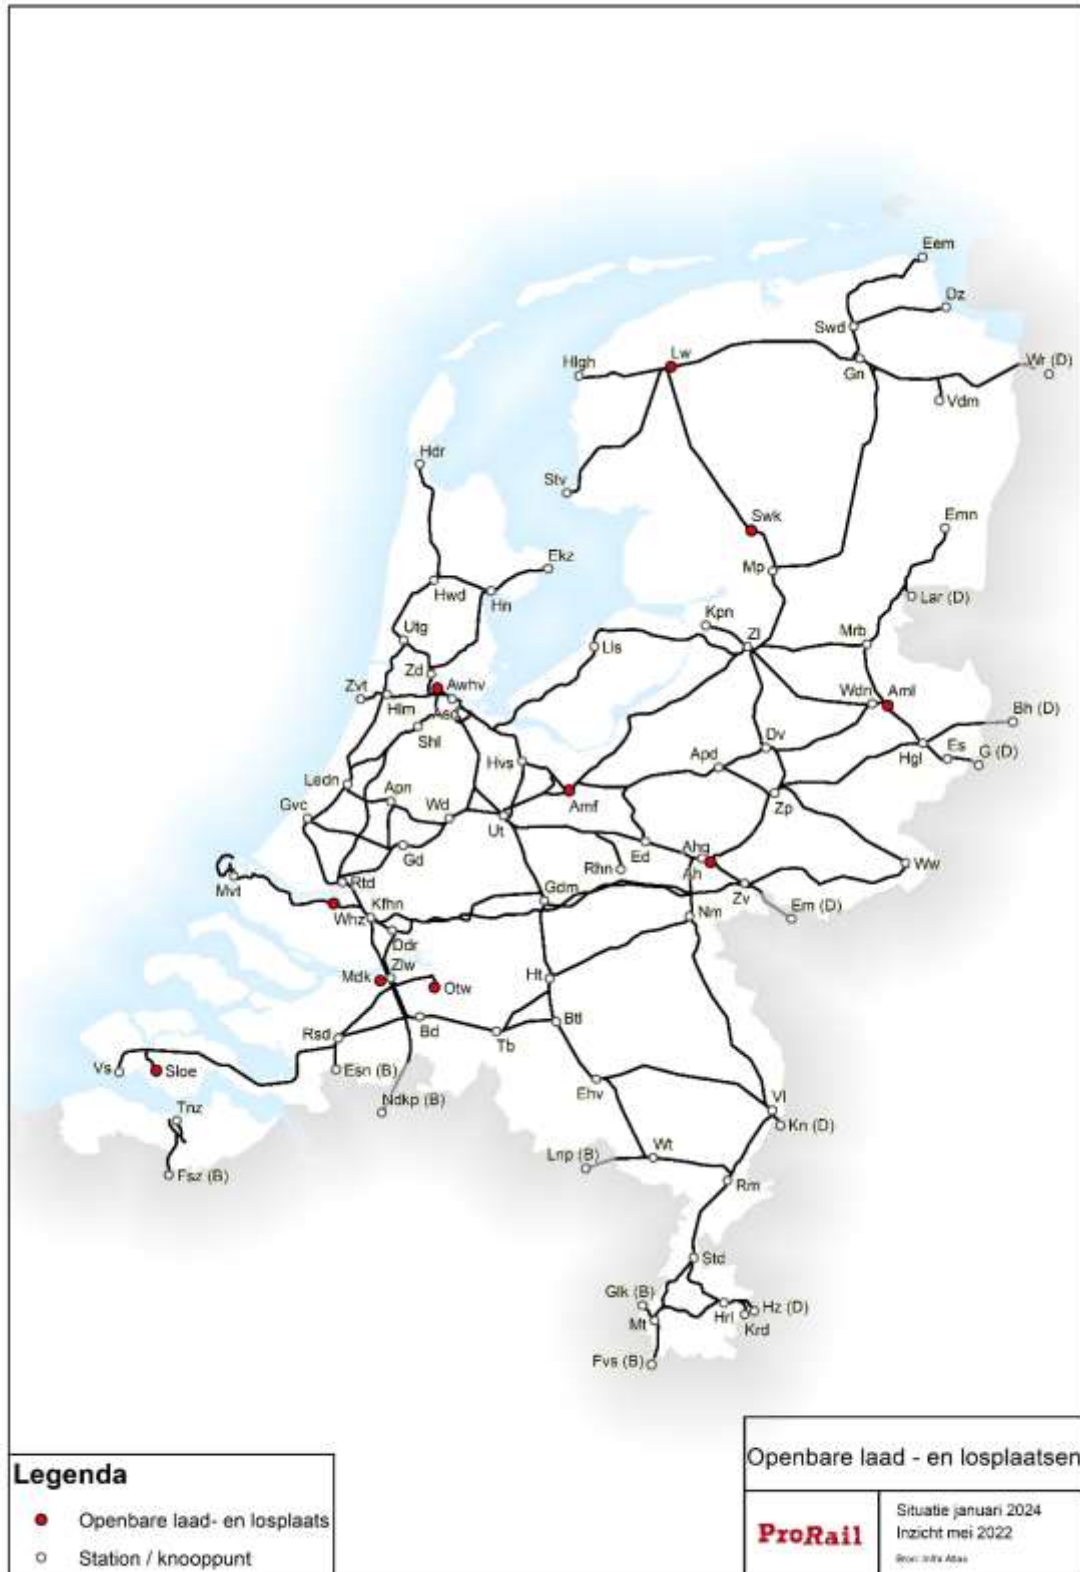 Eem
Dz
Swd
Lw
Hlgh
Gn
Wr (D)
Vdm
Hdr
Stv
Swk
Emn
Ekz
Mp
Hwd
Hn
Lar (D)
Kpn
Utg
Zl
Mrb
Lls
Zd
Zvt
Awhv
Wdn
Aml
Hlm
Asd
Bh (D)
Shl
Dv
Es
G (D)
Hvs
Apd
Hgl
Ledn
Apn
Gvc
Wd
Amf
Zp
Ut
Gd
Ed
Ahg
Rhn
Ah
Ww
Mvt
Rtd
Gdm
Zv
Whz
Kfhn
Nm
Em (D)
Ddr
Zlw
Mdk
Otw
Ht
Rsd
Bd
Btl
Tb
Vs
Sloe
Esn (B)
Ehv
Ndkp (B)
Tnz
Vl
Kn (D)
Lnp (B)
Wt
Fsz (B)
Rm
Std
Glk (B)
Hz (D)
Mt
Hrl
Krd
Fvs (B)
Legenda
Openbare laad- en losplaats
Station / knooppunt
Openbare laad - en losplaatsen
ProRail
Situatie januari 2024
Inzicht mei 2022
Bron: Infra Atlas